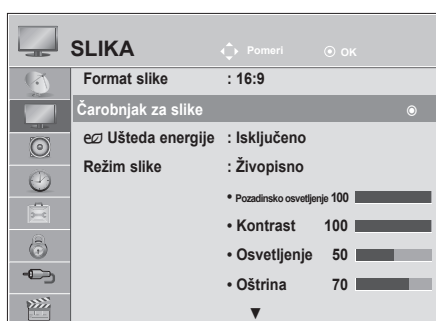 SLIKA Pomeri OK
Format slike : 16:9
Čarobnjak za slike
Ušteda energije : Isključeno
Režim slike : Živopisno
• Pozadinsko osvetljenje 100
• Kontrast 100
• Osvetljenje 50
• Oštrina 70